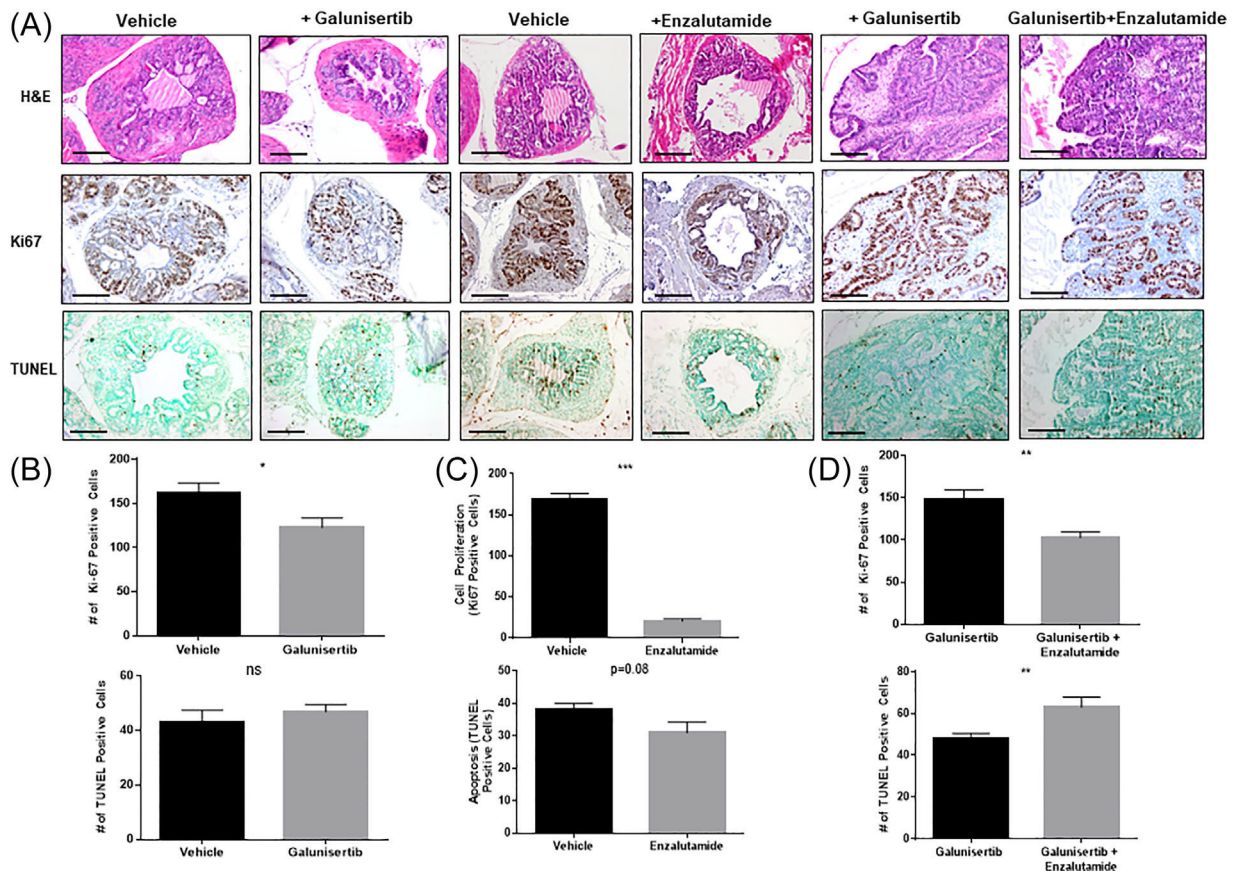 (A)
Vehicle
+ Galunisertib
Vehicle
+Enzalutamide
+ Galunisertib
Galunisertib+Enzalutamide
H&E
Ki67
TUNEL
(B)
*
# of Ki-67 Positive Cells
200
150
100
50
0
Vehicle
Galunisertib
ns
# of TUNEL Positive Cells
60
40
20
0
Vehicle
Galunisertib
(C)
***
Cell Proliferation
(Ki67 Positive Cells)
200
150
100
50
0
Vehicle
Enzalutamide
p=0.08
Apoptosis (TUNEL
Positive Cells)
50
40
30
20
10
0
Vehicle
Enzalutamide
(D)
**
# of Ki-67 Positive Cells
200
150
100
50
0
Galunisertib
Galunisertib +
Enzalutamide
**
# of TUNEL Positive Cells
80
60
40
20
0
Galunisertib
Galunisertib +
Enzalutamide